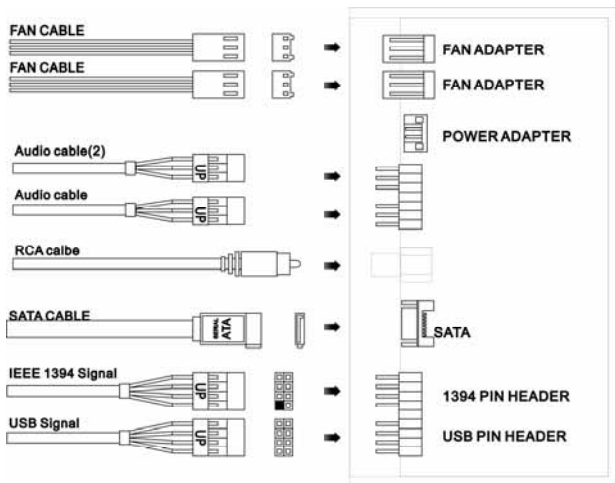 FAN CABLE
FAN ADAPTER
FAN CABLE
FAN ADAPTER
POWER ADAPTER
Audio cable(2)
UP
Audio cable
UP
RCA calbe
SATA CABLE
SERIAL
ATA
SATA
IEEE 1394 Signal
UP
1394 PIN HEADER
USB Signal
UP
USB PIN HEADER